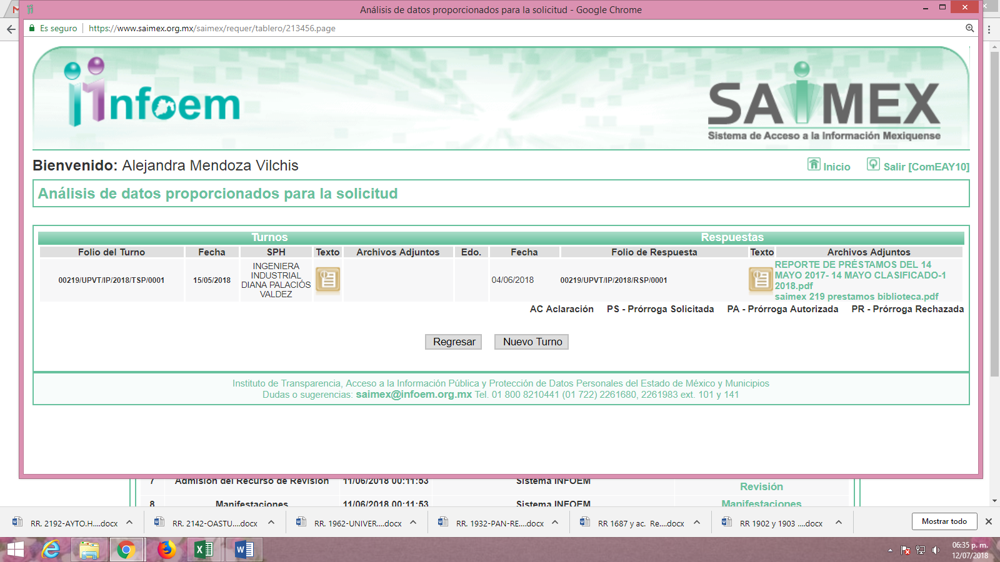 Análisis de datos proporcionados para la solicitud - Google Chrome
Es seguro https://www.saimex.org.mx/saimex/requer/tablero/213456.page
infoem
SAIMEX
Sistema de Acceso a la Información Mexiquense
Bienvenido: Alejandra Mendoza Vilchis
Inicio Salir [ComEAY10]
Análisis de datos proporcionados para la solicitud
Turnos Respuestas
Folio del Turno Fecha SPH Texto Archivos Adjuntos Edo. Fecha Folio de Respuesta Texto Archivos Adjuntos
00219/UPVT/IP/2018/TSP/0001 15/05/2018
INGENIERA
INDUSTRIAL
DIANA PALACIÓS
VALDEZ
04/06/2018 00219/UPVT/IP/2018/RSP/0001
REPORTE DE PRÉSTAMOS DEL 14
MAYO 2017- 14 MAYO CLASIFICADO-1
2018.pdf
saimex 219 prestamos biblioteca.pdf
AC Aclaración PS - Prórroga Solicitada PA - Prórroga Autorizada PR - Prórroga Rechazada
Regresar Nuevo Turno
Instituto de Transparencia, Acceso a la Información Pública y Protección de Datos Personales del Estado de México y Municipios
Dudas o sugerencias: saimex@infoem.org.mx Tel. 01 800 8210441 (01 722) 2261680, 2261983 ext. 101 y 141
7 Admisión del Recurso de Revisión 11/06/2018 00:11:53 Sistema INFOEM
Revisión
8 Manifestaciones 11/06/2018 00:11:53 Sistema INFOEM Manifestaciones
RR. 2192-AYTO.H....docx RR. 2142-OASTU....docx RR. 1962-UNIVER....docx RR. 1932-PAN-RE....docx RR 1687 y ac. Re....docx RR 1902 y 1903 ....docx Mostrar todo
06:35 p. m.
12/07/2018